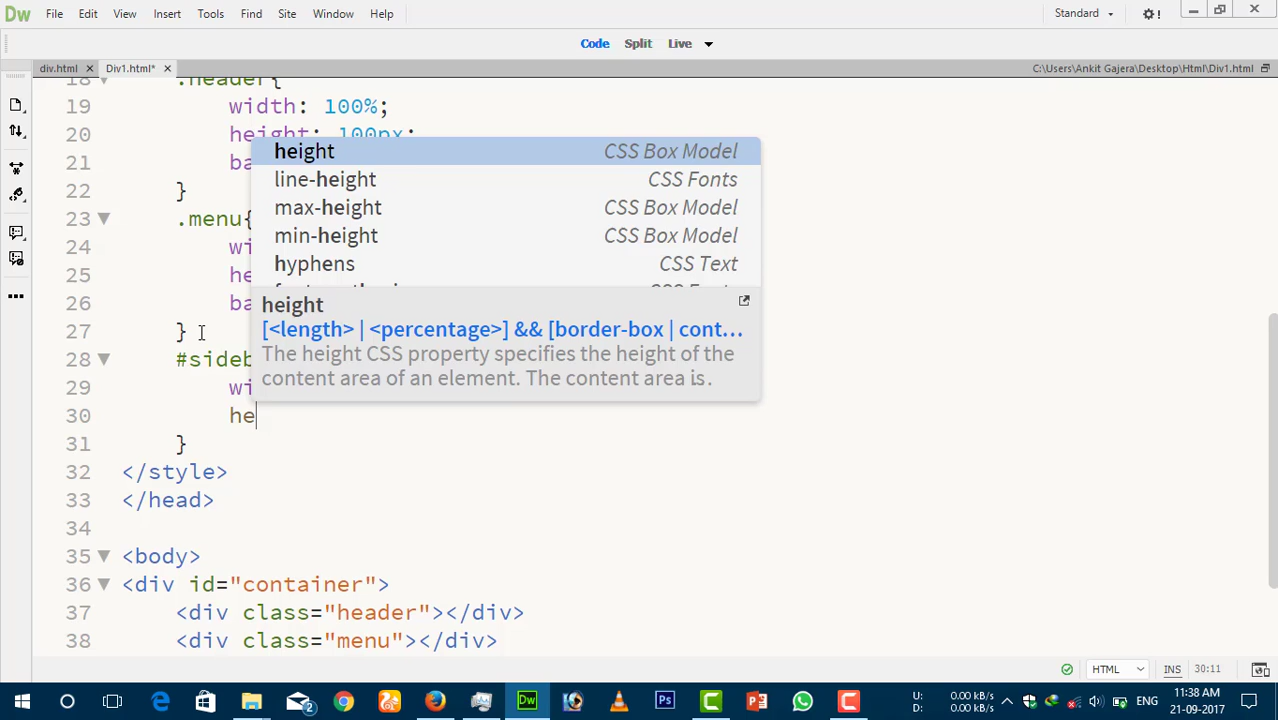 Dw File Edit View Insert Tools Find Site Window Help Standard
Code Split Live
div.html Div1.html* C:\Users\Ankit Gajera\Desktop\Html\Div1.html
18 .header{
19 width: 100%;
20 height: 100px;
21 ba
22 }
23 .menu{
24 wi
25 he
26 ba
27 }
28 #sideb
29 wi
30 he
31 }
32 </style>
33 </head>
34
35 <body>
36 <div id="container">
37 <div class="header"></div>
38 <div class="menu"></div>
height CSS Box Model
line-height CSS Fonts
max-height CSS Box Model
min-height CSS Box Model
hyphens CSS Text
height
[<length> | <percentage>] && [border-box | cont...
The height CSS property specifies the height of the
content area of an element. The content area is .
HTML INS 30:11
U: 0.00 kB/s
D: 0.00 kB/s
ENG
11:38 AM
21-09-2017